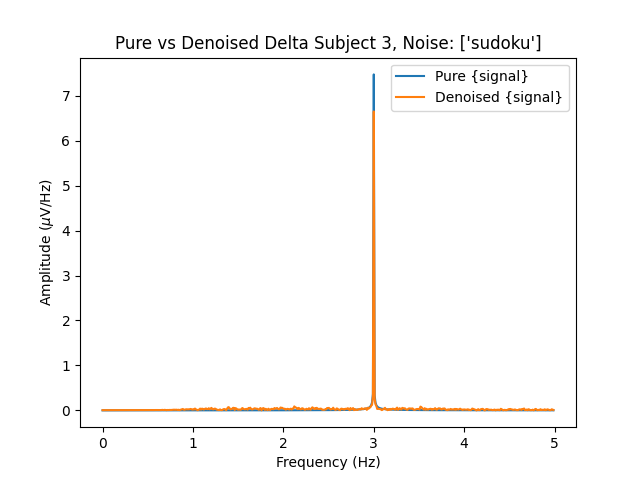 Pure vs Denoised Delta Subject 3, Noise: ['sudoku']
Pure {signal}
Denoised {signal}
Amplitude (μV/Hz)
7
6
5
4
3
2
1
0
0 1 2 3 4 5
Frequency (Hz)